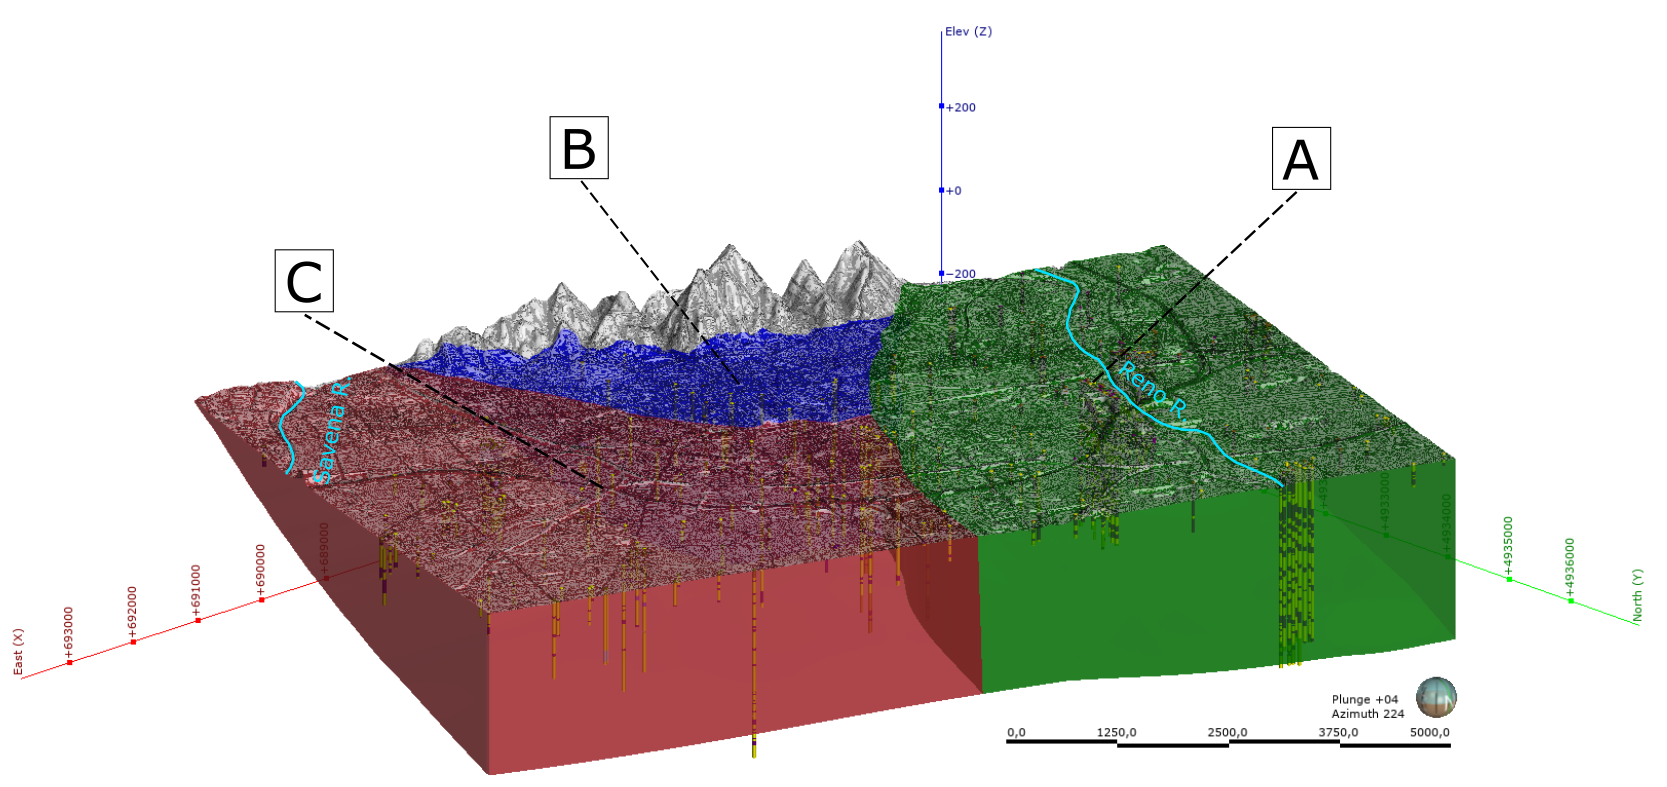 Elev (Z)
+200
+0
-200
A
B
C
Savena R.
Reno R.
East (X)
+693000
+692000
+691000
+690000
+689000
+4933000
+4934000
+4935000
+4936000
North (Y)
Plunge +04
Azimuth 224
0,0 1250,0 2500,0 3750,0 5000,0